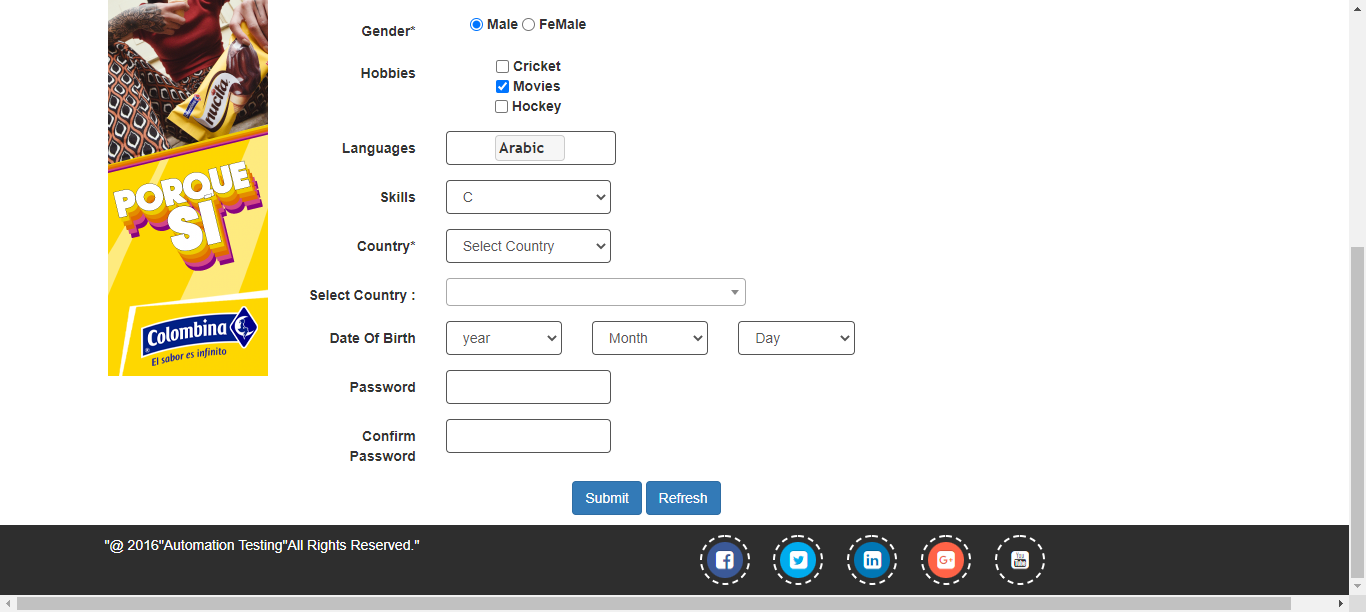 Gender*
Male FeMale
Hobbies
Cricket
Movies
Hockey
Languages
Arabic
Skills
C
Country*
Select Country
Select Country :
Date Of Birth
year
Month
Day
Password
Confirm
Password
Submit
Refresh
nucita
PORQUE
SÍ
Colombina
El sabor es infinito
"@ 2016"Automation Testing"All Rights Reserved."
f
in
G+
You
Tube